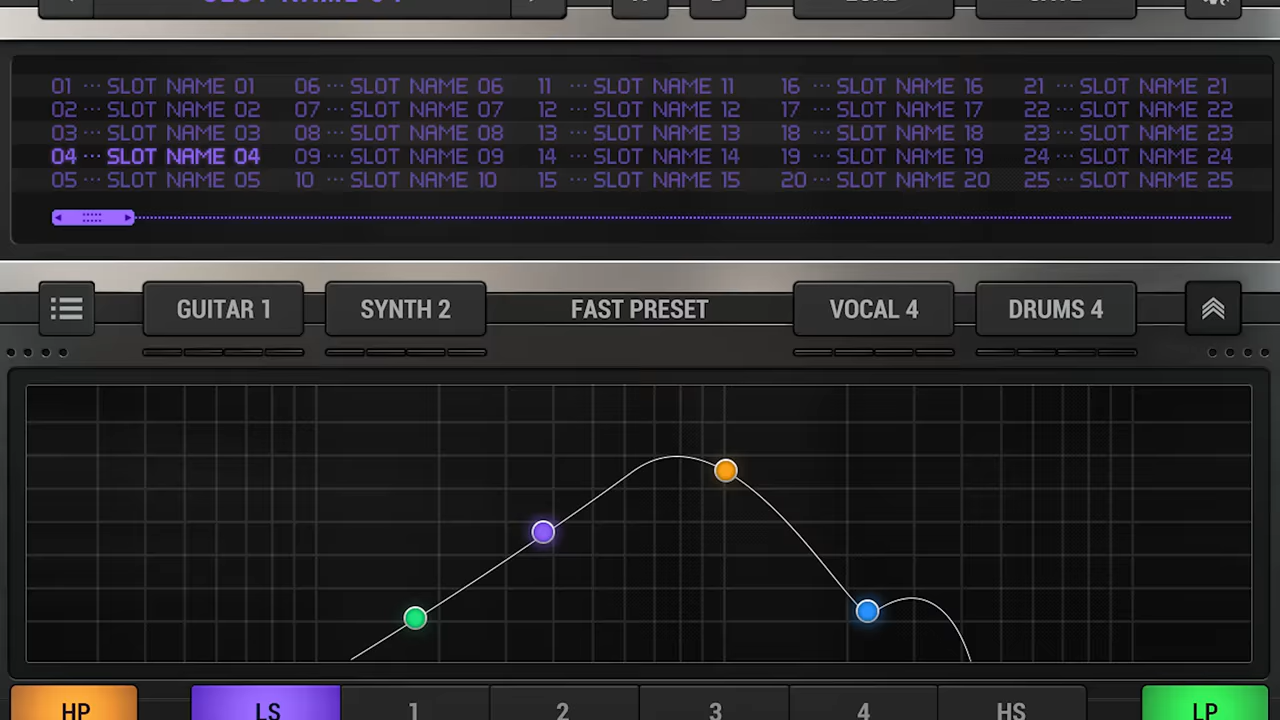 SLOT NAME 04
01 ··· SLOT NAME 01 06 ··· SLOT NAME 06 11 ··· SLOT NAME 11 16 ··· SLOT NAME 16 21 ··· SLOT NAME 21
02 ··· SLOT NAME 02 07 ··· SLOT NAME 07 12 ··· SLOT NAME 12 17 ··· SLOT NAME 17 22 ··· SLOT NAME 22
03 ··· SLOT NAME 03 08 ··· SLOT NAME 08 13 ··· SLOT NAME 13 18 ··· SLOT NAME 18 23 ··· SLOT NAME 23
04 ··· SLOT NAME 04 09 ··· SLOT NAME 09 14 ··· SLOT NAME 14 19 ··· SLOT NAME 19 24 ··· SLOT NAME 24
05 ··· SLOT NAME 05 10 ··· SLOT NAME 10 15 ··· SLOT NAME 15 20 ··· SLOT NAME 20 25 ··· SLOT NAME 25
GUITAR 1 SYNTH 2 FAST PRESET VOCAL 4 DRUMS 4
HP LS 1 2 3 4 HS LP